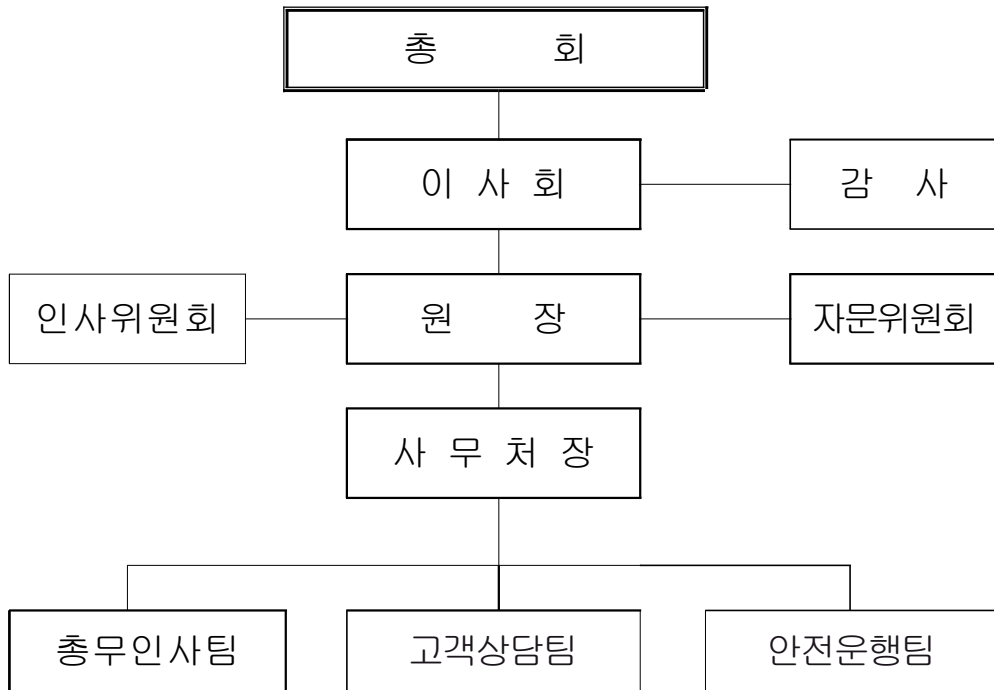 총 회
이 사 회
감 사
인사위원회
원 장
자문위원회
사 무 처 장
총무인사팀
고객상담팀
안전운행팀